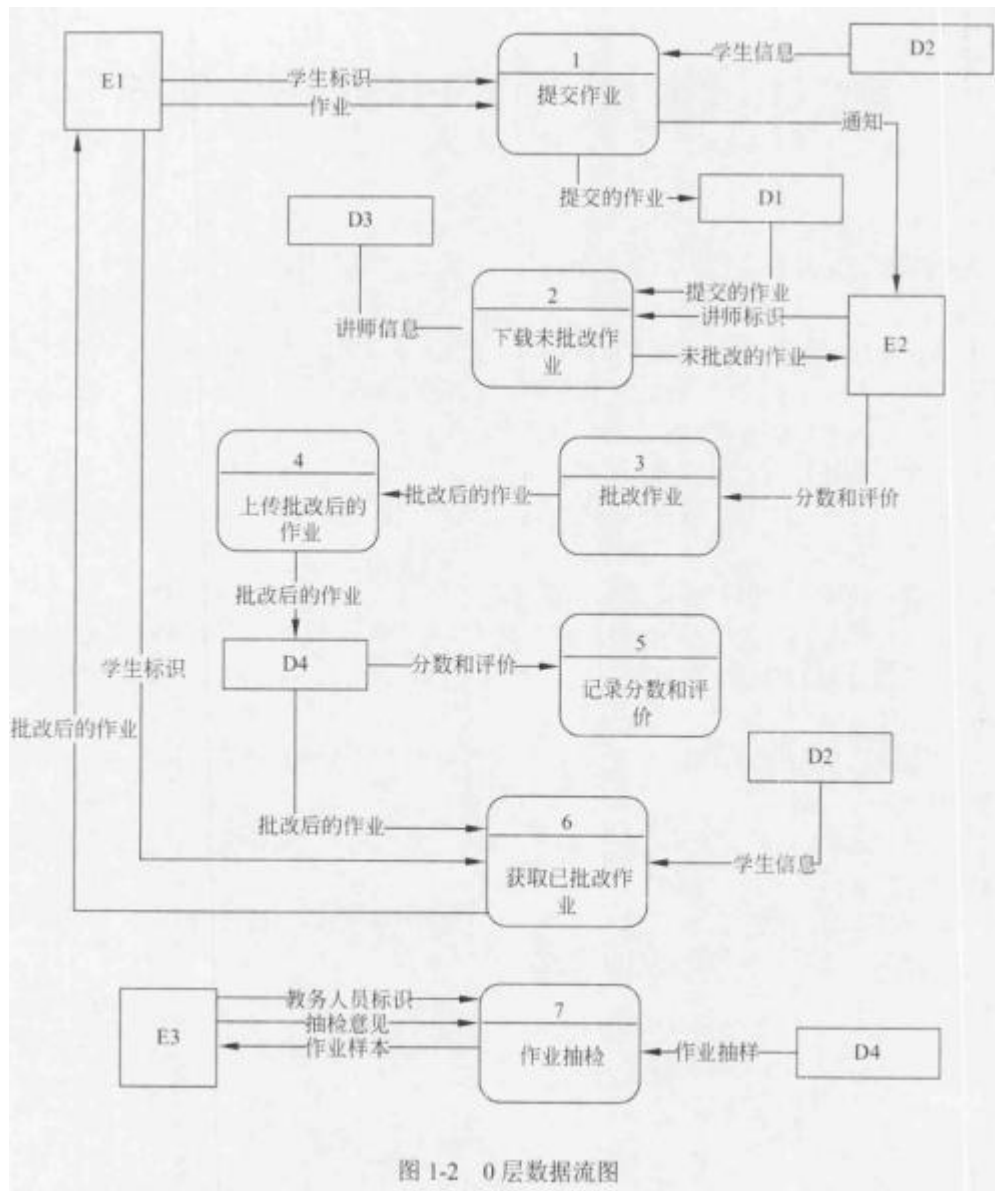 E1
学生标识
作业
1
提交作业
学生信息
D2
通知
提交的作业
D1
D3
讲师信息
2
下载未批改作
业
提交的作业
讲师标识
未批改的作业
E2
4
上传批改后的
作业
批改后的作业
3
批改作业
分数和评价
批改后的作业
D4
分数和评价
5
记录分数和评
价
学生标识
批改后的作业
D2
批改后的作业
6
获取已批改作
业
学生信息
E3
教务人员标识
抽检意见
作业样本
7
作业抽检
作业抽样
D4
图 1-2 0 层数据流图